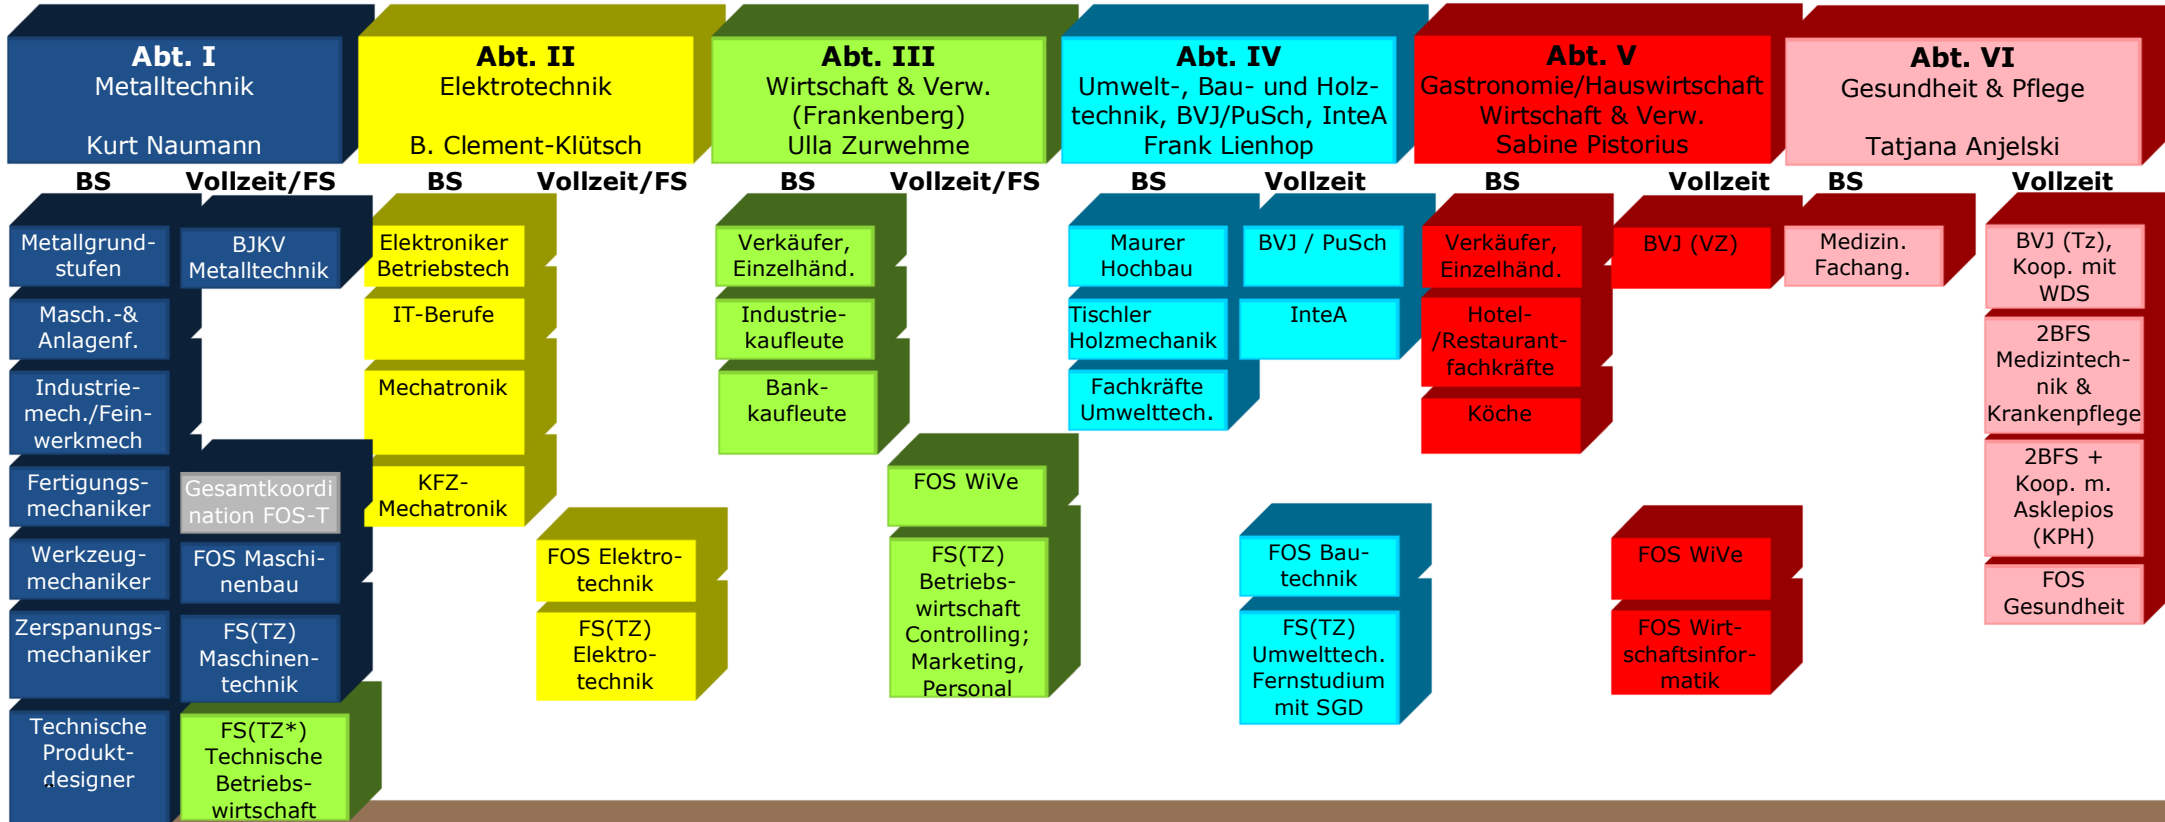 Abt. I
Metalltechnik
Kurt Naumann
Abt. II
Elektrotechnik
B. Clement-Klütsch
Abt. III
Wirtschaft & Verw.
(Frankenberg)
Ulla Zurwehme
Abt. IV
Umwelt-, Bau- und Holz-
technik, BVJ/PuSch, InteA
Frank Lienhop
Abt. V
Gastronomie/Hauswirtschaft
Wirtschaft & Verw.
Sabine Pistorius
Abt. VI
Gesundheit & Pflege
Tatjana Anjelski
BS
Vollzeit/FS
BS
Vollzeit/FS
BS
Vollzeit/FS
BS
Vollzeit
BS
Vollzeit
BS
Vollzeit
Metallgrund-
stufen
Masch.-&
Anlagenf.
Industrie-
mech./Fein-
werkmech
Fertigungs-
mechaniker
Werkzeug-
mechaniker
Zerspanungs-
mechaniker
Technische
Produkt-
designer
BJKV
Metalltechnik
Gesamtkoordi
nation FOS-T
FOS Maschi-
nenbau
FS(TZ)
Maschinen-
technik
FS(TZ*)
Technische
Betriebs-
wirtschaft
Elektroniker
Betriebstech
IT-Berufe
Mechatronik
KFZ-
Mechatronik
FOS Elektro-
technik
FS(TZ)
Elektro-
technik
Verkäufer,
Einzelhänd.
Industrie-
kaufleute
Bank-
kaufleute
FOS WiVe
FS(TZ)
Betriebs-
wirtschaft
Controlling;
Marketing,
Personal
Maurer
Hochbau
Tischler
Holzmechanik
Fachkräfte
Umwelttech.
BVJ / PuSch
InteA
FOS Bau-
technik
FS(TZ)
Umwelttech.
Fernstudium
mit SGD
Verkäufer,
Einzelhänd.
Hotel-
/Restaurant-
fachkräfte
Köche
BVJ (VZ)
FOS WiVe
FOS Wirt-
schaftsinfor-
matik
Medizin.
Fachang.
BVJ (Tz),
Koop. mit
WDS
2BFS
Medizintech-
nik &
Krankenpflege
2BFS +
Koop. m.
Asklepios
(KPH)
FOS
Gesundheit